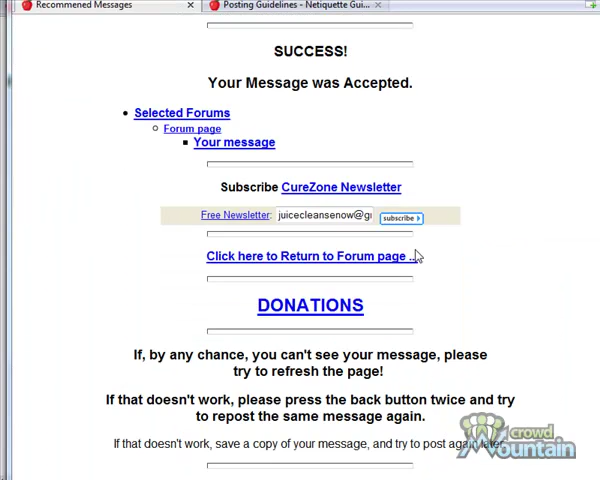 Recommened Messages
Posting Guidelines - Netiquette Gui...
SUCCESS!
Your Message was Accepted.
Selected Forums
Forum page
Your message
Subscribe CureZone Newsletter
Free Newsletter: juicecleansenow@g subscribe
Click here to Return to Forum page ...
DONATIONS
If, by any chance, you can't see your message, please
try to refresh the page!
If that doesn't work, please press the back button twice and try
to repost the same message again.
If that doesn't work, save a copy of your message, and try to post again later.
crowd
Mountain